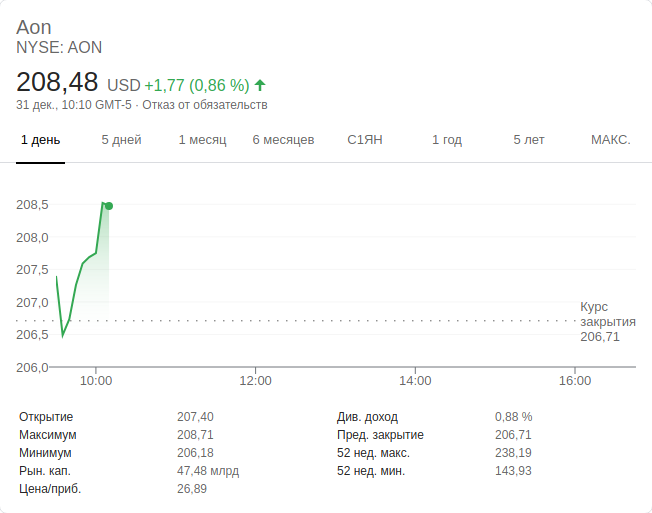 Aon
NYSE: AON
208,48 USD +1,77 (0,86 %)
31 дек., 10:10 GMT-5 · Отказ от обязательств
1 день 5 дней 1 месяц 6 месяцев С1ЯН 1 год 5 лет МАКС.
208,5
208,0
207,5
207,0
206,5
206,0
Курс
закрытия
206,71
10:00 12:00 14:00 16:00
Открытие 207,40 Див. доход 0,88 %
Максимум 208,71 Пред. закрытие 206,71
Минимум 206,18 52 нед. макс. 238,19
Рын. кап. 47,48 млрд 52 нед. мин. 143,93
Цена/приб. 26,89